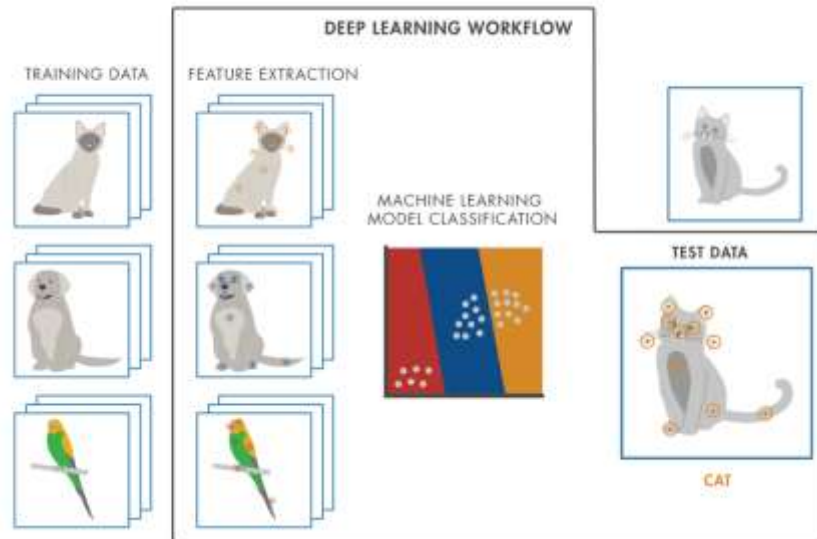 DEEP LEARNING WORKFLOW
TRAINING DATA
FEATURE EXTRACTION
MACHINE LEARNING
MODEL CLASSIFICATION
TEST DATA
CAT